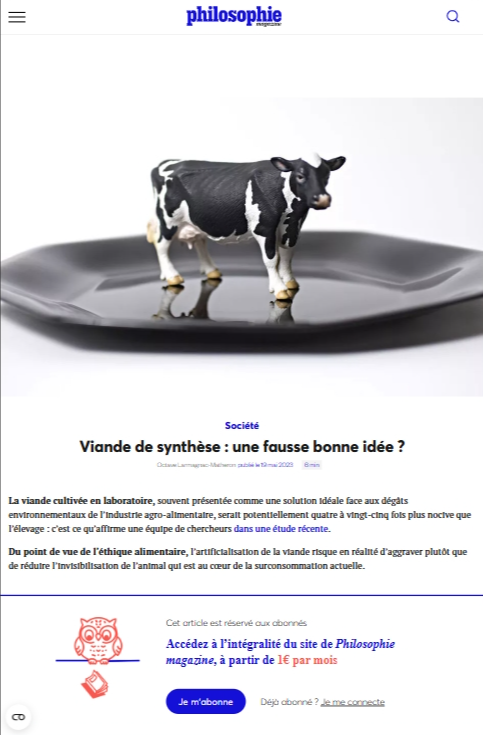 philosophie
magazine
Société
Viande de synthèse : une fausse bonne idée ?
Octave Larmagnac-Matheron publié le 19 mai 2023 6 min
La viande cultivée en laboratoire, souvent présentée comme une solution idéale face aux dégâts
environnementaux de l’industrie agro-alimentaire, serait potentiellement quatre à vingt-cinq fois plus nocive que
l’élevage : c’est ce qu’affirme une équipe de chercheurs dans une étude récente.
Du point de vue de l’éthique alimentaire, l’artificialisation de la viande risque en réalité d’aggraver plutôt que
de réduire l’invisibilisation de l’animal qui est au cœur de la surconsommation actuelle.
Cet article est réservé aux abonnés
Accédez à l’intégralité du site de Philosophie
magazine, à partir de 1€ par mois
Je m’abonne
Déjà abonné ? Je me connecte